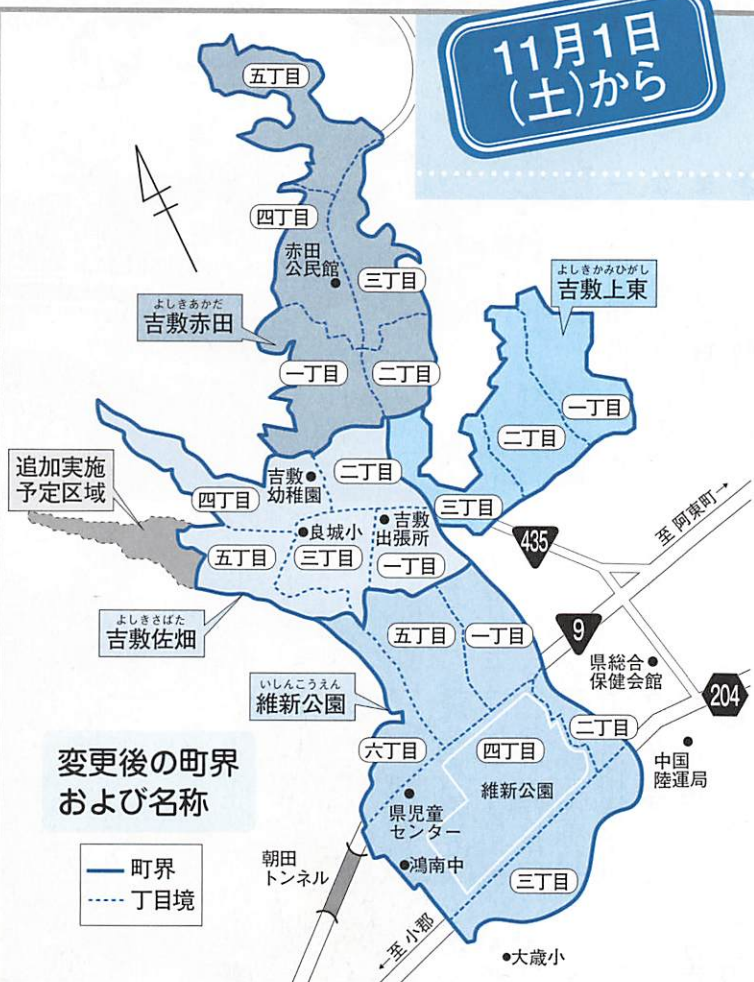 11月1日
(土)から
五丁目
四丁目
赤田
公民館
三丁目
よしきあかだ
吉敷赤田
一丁目
二丁目
よしきかみひがし
吉敷上東
一丁目
二丁目
三丁目
追加実施
予定区域
四丁目
吉敷
幼稚園
二丁目
良城小
吉敷
出張所
五丁目
三丁目
一丁目
よしきさばた
吉敷佐畑
435
至 阿東町
9
県総合
保健会館
204
中国
陸運局
いしんこうえん
維新公園
五丁目
一丁目
二丁目
六丁目
四丁目
維新公園
県児童
センター
鴻南中
三丁目
変更後の町界
および名称
町界
丁目境
朝田
トンネル
至 小郡
大歳小